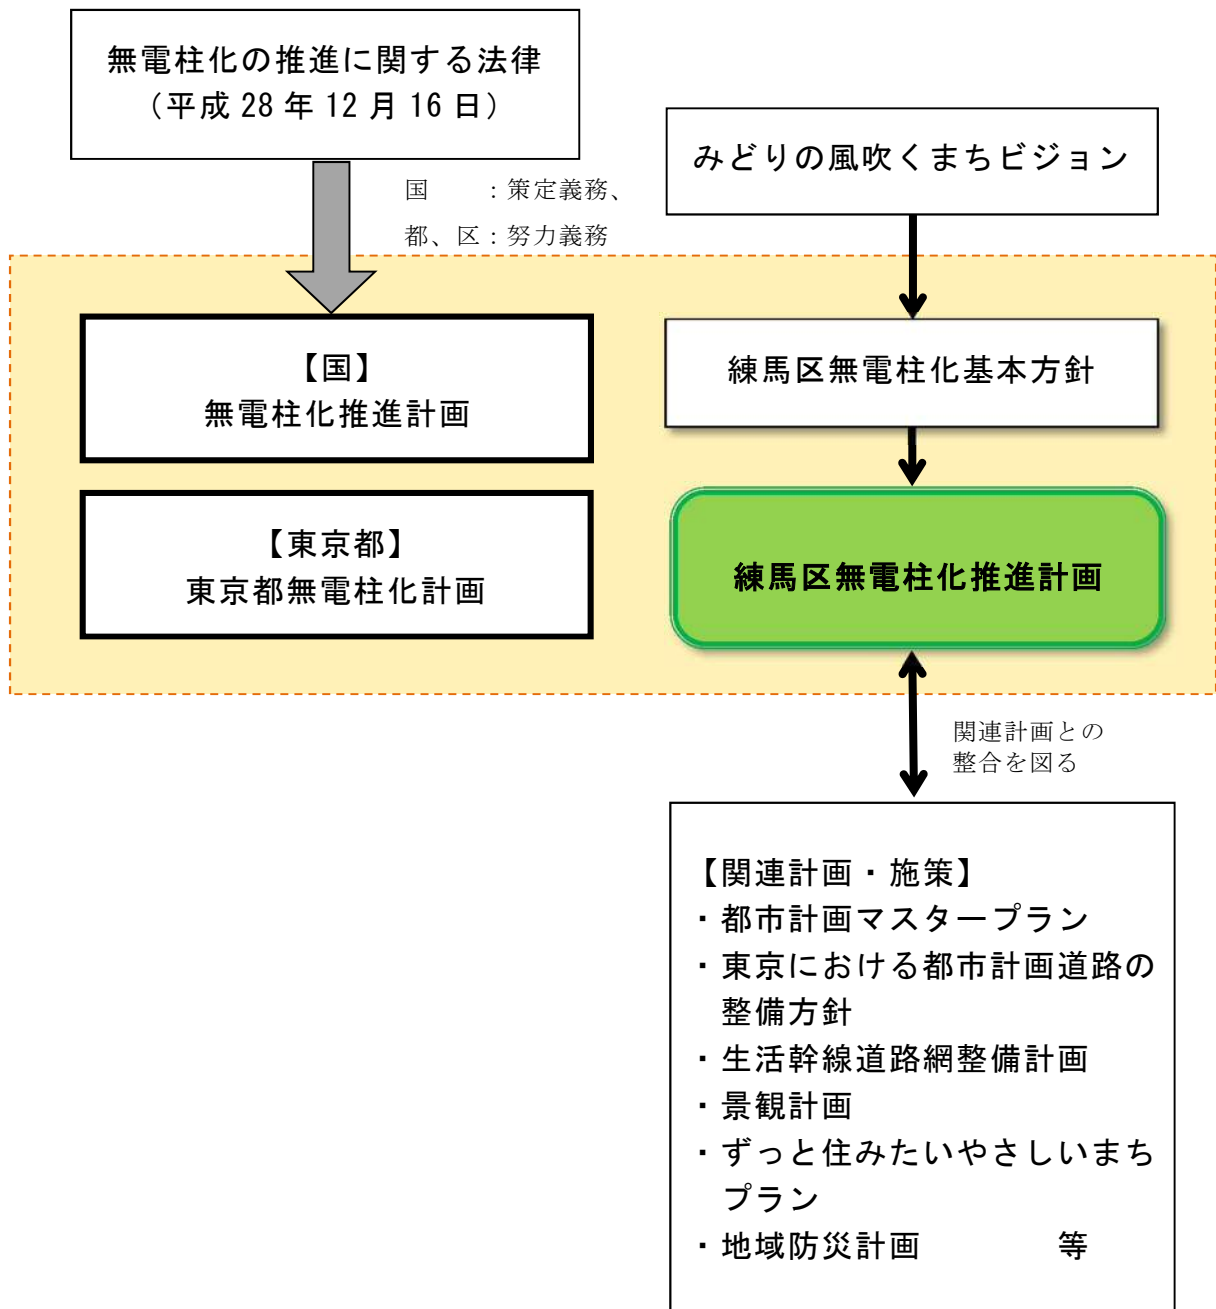 無電柱化の推進に関する法律
（平成 28 年 12 月 16 日）
国　　：策定義務、
都、区：努力義務
みどりの風吹くまちビジョン
【国】
無電柱化推進計画
【東京都】
東京都無電柱化計画
練馬区無電柱化基本方針
練馬区無電柱化推進計画
関連計画との
整合を図る
【関連計画・施策】
・都市計画マスタープラン
・東京における都市計画道路の
整備方針
・生活幹線道路網整備計画
・景観計画
・ずっと住みたいやさしいまち
プラン
・地域防災計画　　　　等